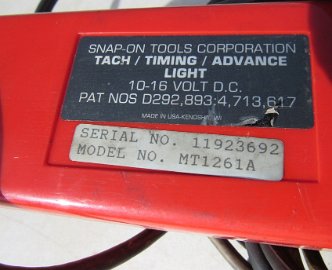 SNAP-ON TOOLS CORPORATION
TACH / TIMING / ADVANCE
LIGHT
10-16 VOLT D.C.
PAT NOS D292,893:4,713,617
MADE IN USA-KENOSHA WI
SERIAL NO. 11923692
MODEL NO. MT1261A